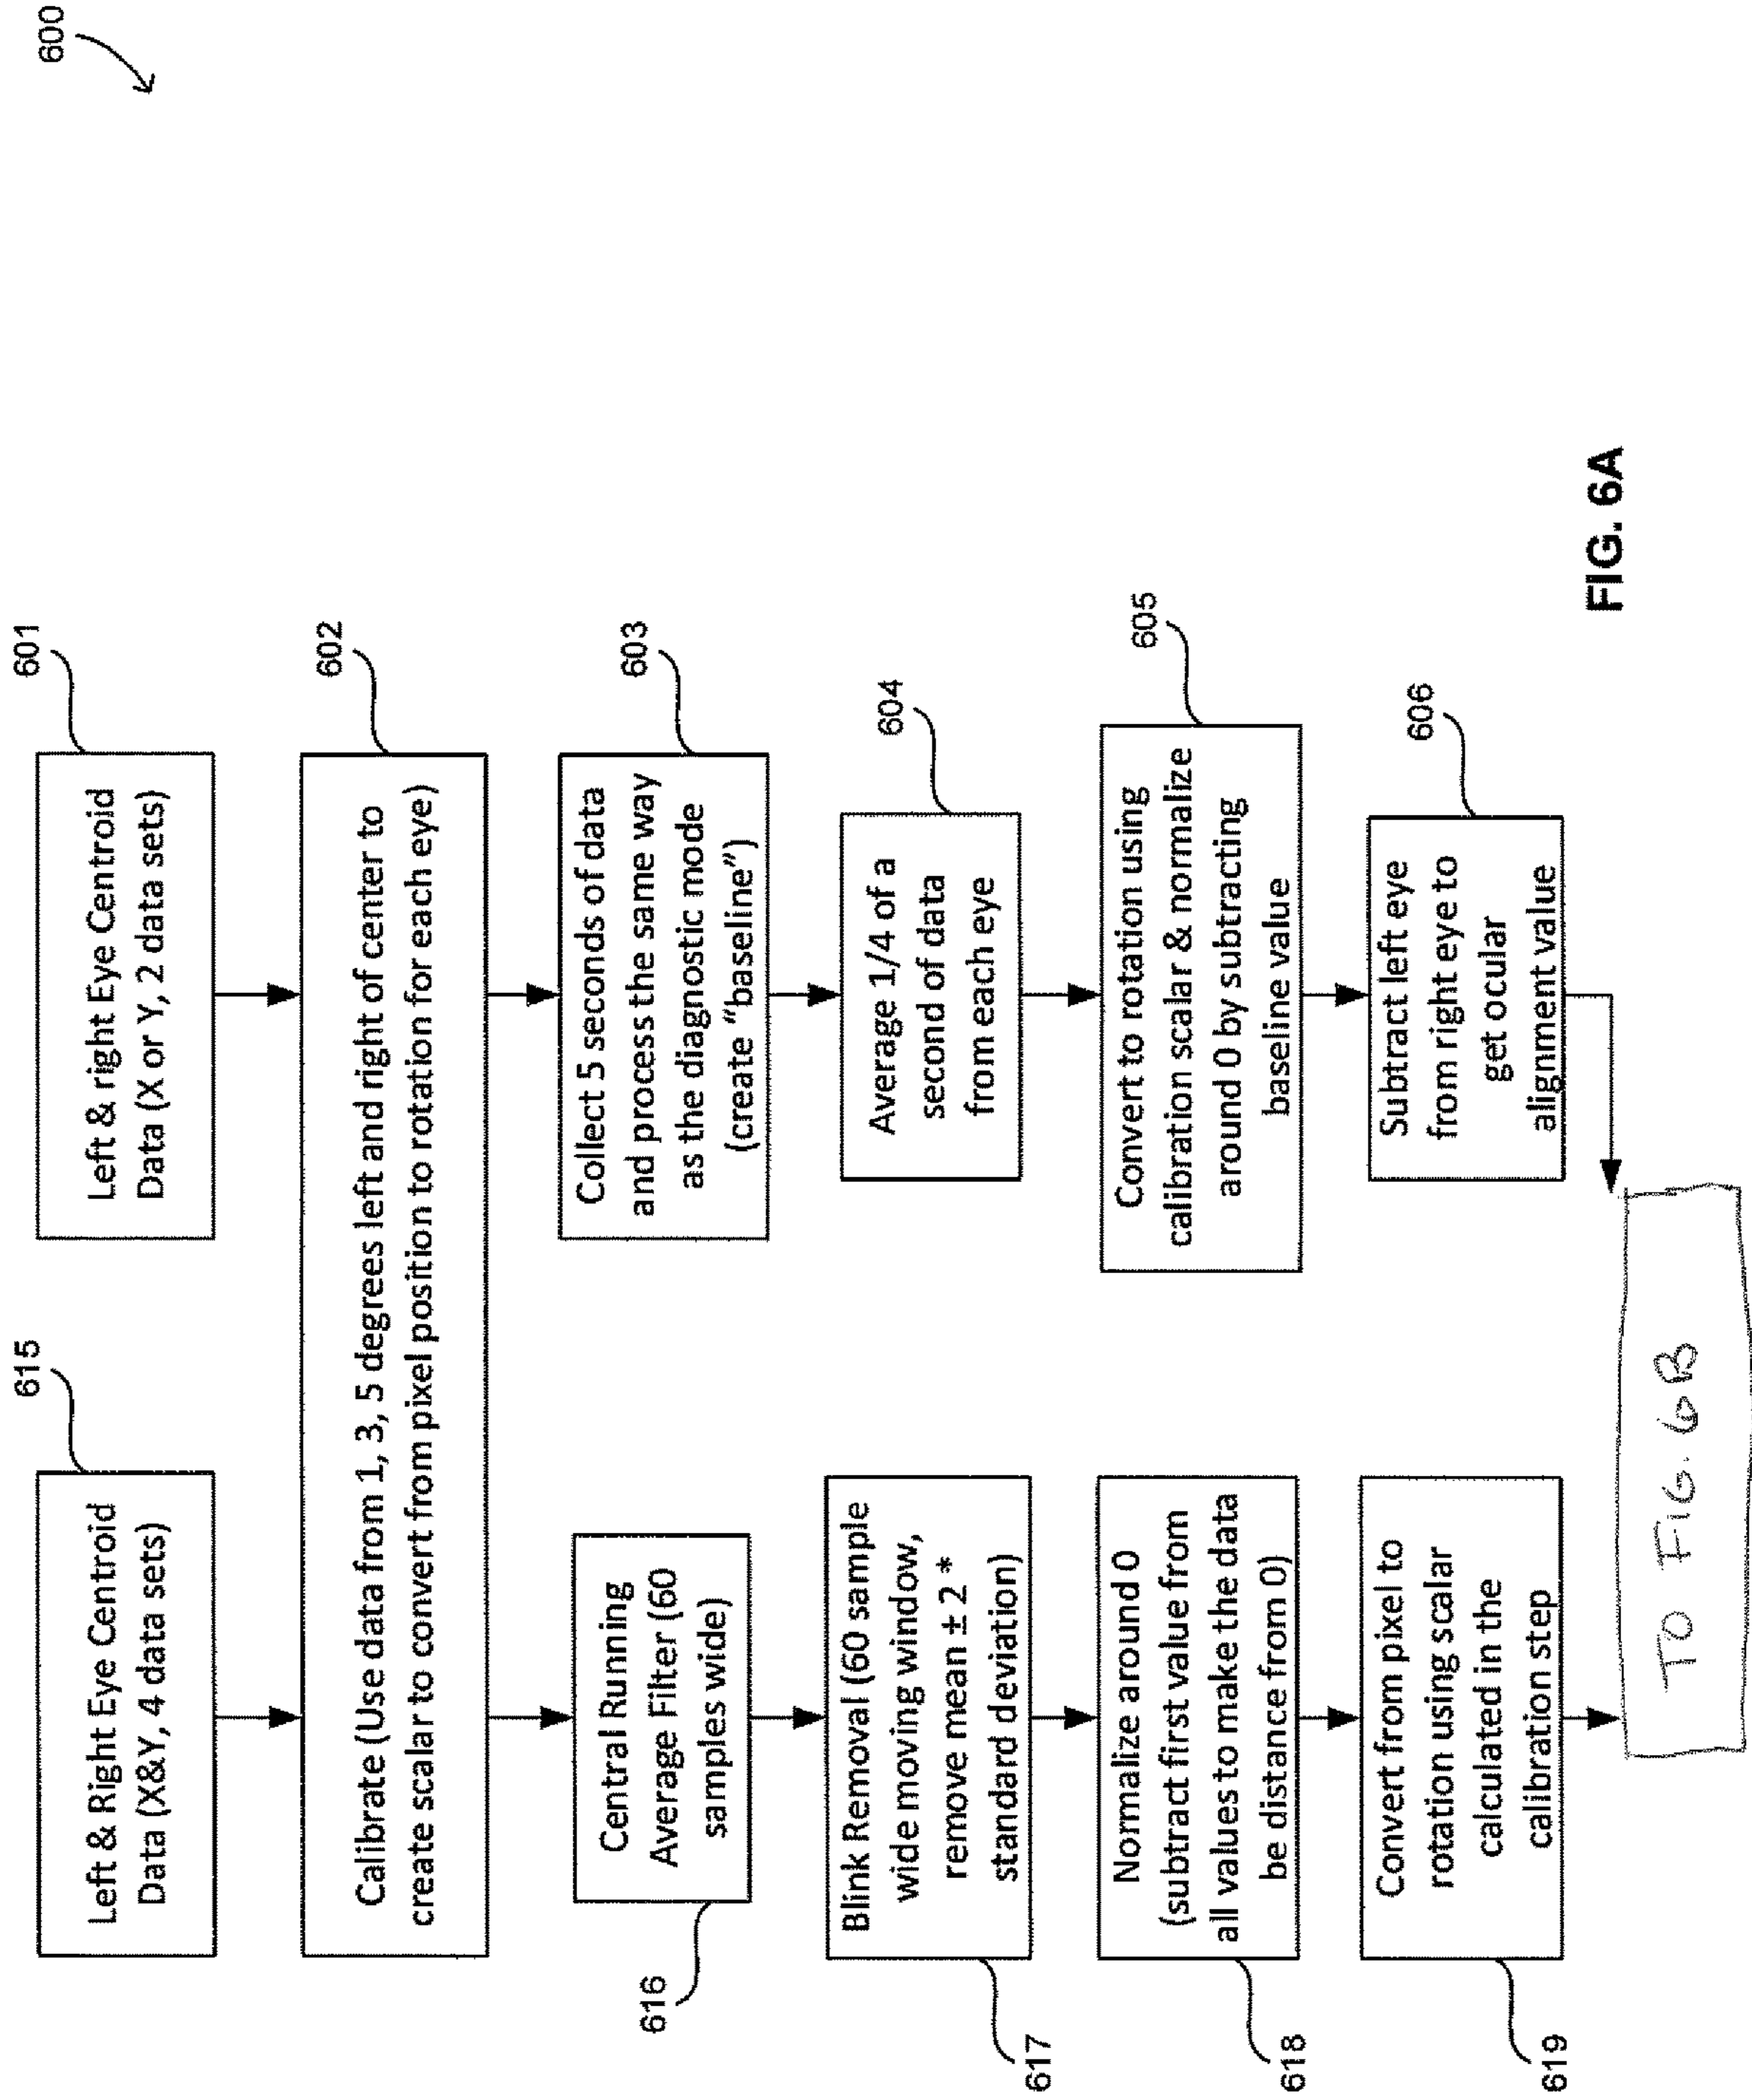 600
615
Left & Right Eye Centroid
Data (X&Y, 4 data sets)
601
Left & right Eye Centroid
Data (X or Y, 2 data sets)
602
Calibrate (Use data from 1, 3, 5 degrees left and right of center to
create scalar to convert from pixel position to rotation for each eye)
616
Central Running
Average Filter (60
samples wide)
603
Collect 5 seconds of data
and process the same way
as the diagnostic mode
(create “baseline”)
617
Blink Removal (60 sample
wide moving window,
remove mean ± 2 *
standard deviation)
604
Average 1/4 of a
second of data
from each eye
618
Normalize around 0
(subtract first value from
all values to make the data
be distance from 0)
605
Convert to rotation using
calibration scalar & normalize
around 0 by subtracting
baseline value
619
Convert from pixel to
rotation using scalar
calculated in the
calibration step
606
Subtract left eye
from right eye to
get ocular
alignment value
TO FIG. 6B
FIG. 6A